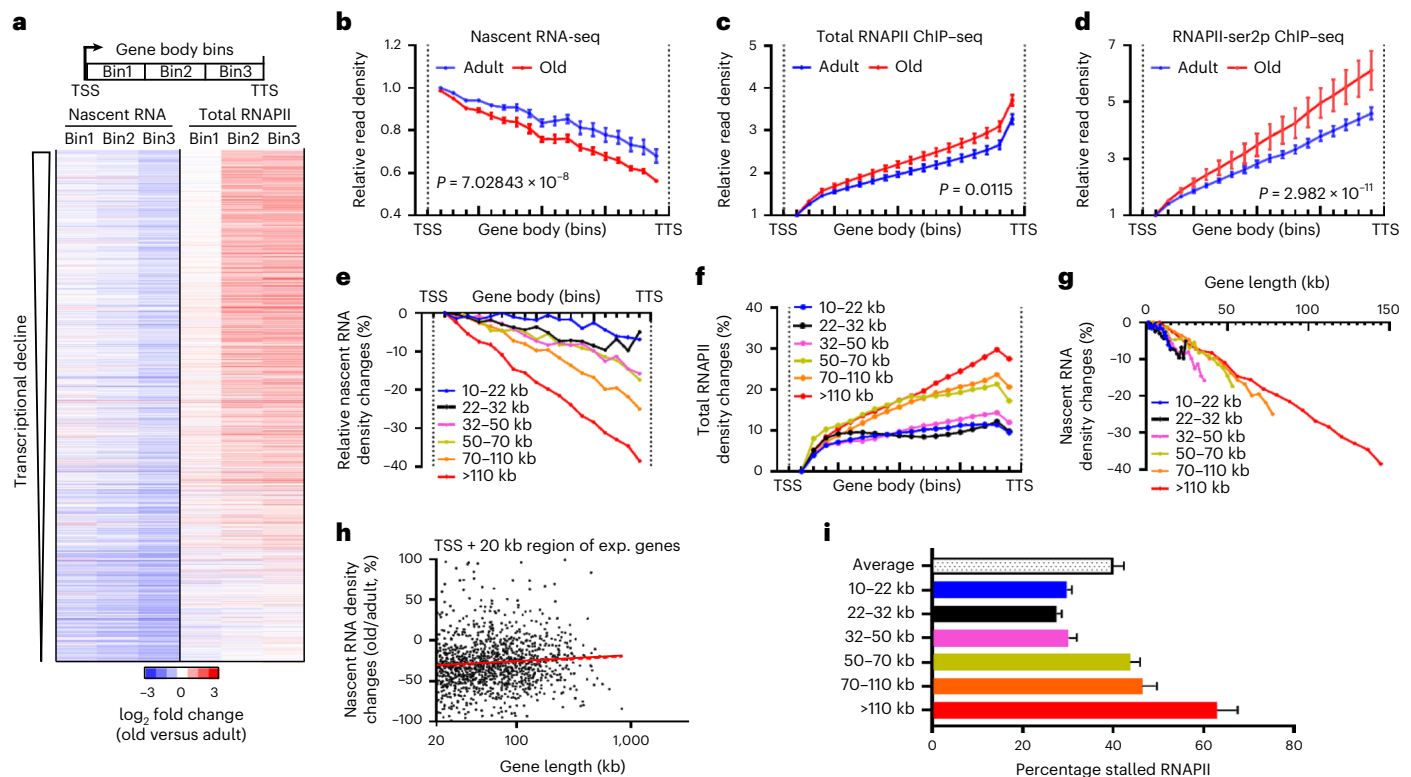 a
Gene body bins
Bin1 Bin2 Bin3
TSS TTS
Nascent RNA Total RNAPII
Bin1 Bin2 Bin3 Bin1 Bin2 Bin3
Transcriptional decline
−3 0 3
log2 fold change
(old versus adult)
b
Nascent RNA-seq
Adult Old
Relative read density
1.2
1.0
0.8
0.6
0.4
P = 7.02843 × 10−8
TSS Gene body (bins) TTS
c
Total RNAPII ChIP–seq
Adult Old
Relative read density
5
4
3
2
1
P = 0.0115
TSS Gene body (bins) TTS
d
RNAPII-ser2p ChIP–seq
Adult Old
Relative read density
7
5
3
1
P = 2.982 × 10−11
TSS Gene body (bins) TTS
e
TSS Gene body (bins) TTS
Relative nascent RNA
density changes (%)
0
−10
−20
−30
−40
10–22 kb
22–32 kb
32–50 kb
50–70 kb
70–110 kb
>110 kb
f
Total RNAPII
density changes (%)
40
30
20
10
0
10–22 kb
22–32 kb
32–50 kb
50–70 kb
70–110 kb
>110 kb
TSS Gene body (bins) TTS
g
Gene length (kb)
0 50 100 150
Nascent RNA
density changes (%)
0
−10
−20
−30
−40
10–22 kb
22–32 kb
32–50 kb
50–70 kb
70–110 kb
>110 kb
h
TSS + 20 kb region of exp. genes
Nascent RNA density
changes (old/adult, %)
100
50
0
−50
−100
20 100 1,000
Gene length (kb)
i
Average
10–22 kb
22–32 kb
32–50 kb
50–70 kb
70–110 kb
>110 kb
0 20 40 60 80
Percentage stalled RNAPII